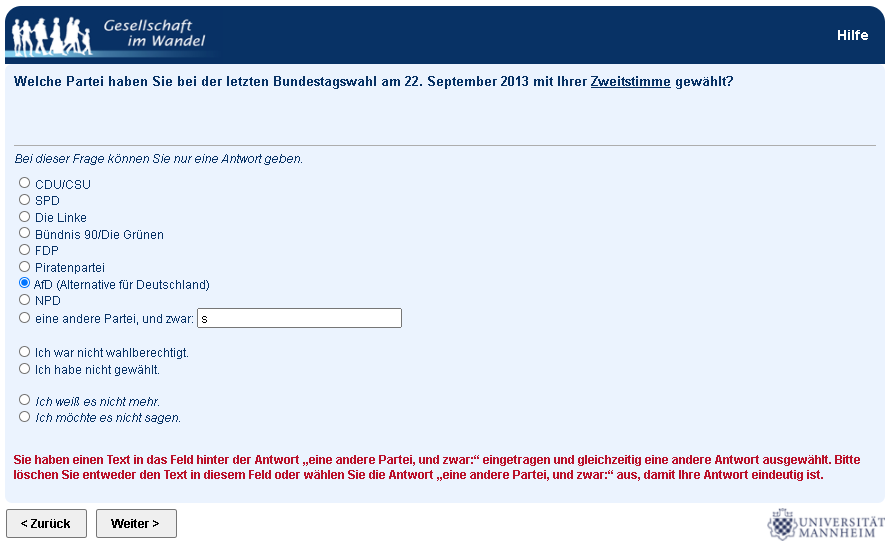 Gesellschaft
im Wandel
Hilfe
Welche Partei haben Sie bei der letzten Bundestagswahl am 22. September 2013 mit Ihrer Zweitstimme gewählt?
Bei dieser Frage können Sie nur eine Antwort geben.
CDU/CSU
SPD
Die Linke
Bündnis 90/Die Grünen
FDP
Piratenpartei
AfD (Alternative für Deutschland)
NPD
eine andere Partei, und zwar: s
Ich war nicht wahlberechtigt.
Ich habe nicht gewählt.
Ich weiß es nicht mehr.
Ich möchte es nicht sagen.
Sie haben einen Text in das Feld hinter der Antwort „eine andere Partei, und zwar:“ eingetragen und gleichzeitig eine andere Antwort ausgewählt. Bitte
löschen Sie entweder den Text in diesem Feld oder wählen Sie die Antwort „eine andere Partei, und zwar:“ aus, damit Ihre Antwort eindeutig ist.
< Zurück
Weiter >
UNIVERSITÄT
MANNHEIM